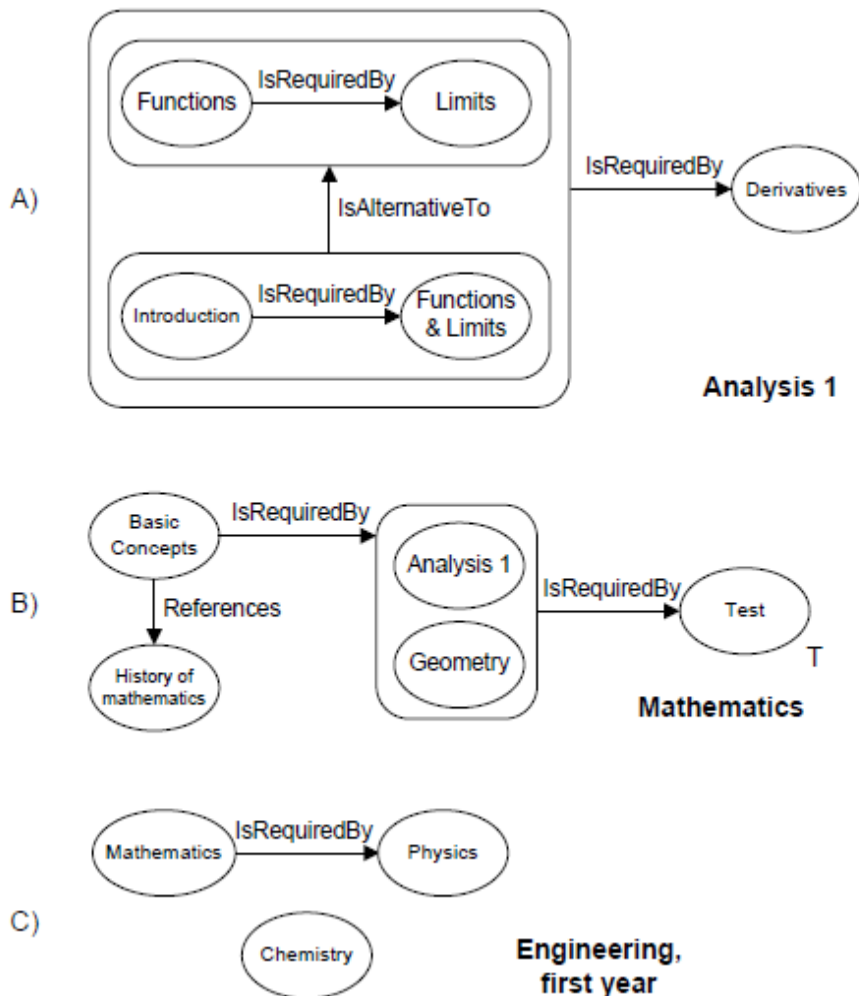 IsRequiredBy
Functions
Limits
A)
IsAlternativeTo
IsRequiredBy
Derivatives
IsRequiredBy
Introduction
Functions
& Limits
Analysis 1
Basic
Concepts
IsRequiredBy
Analysis 1
B)
References
IsRequiredBy
Test
T
Geometry
History of
mathematics
Mathematics
Mathematics
IsRequiredBy
Physics
C)
Chemistry
Engineering,
first year